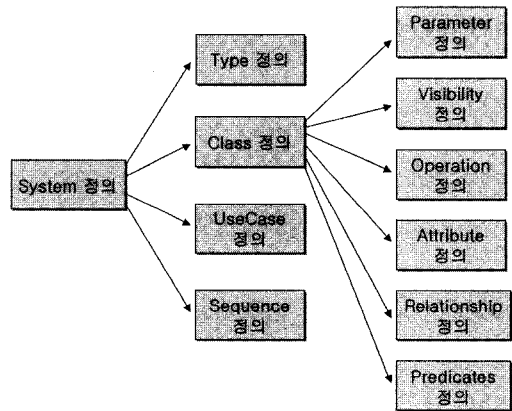 System 정의
Type 정의
Class 정의
UseCase
정의
Sequence
정의
Parameter
정의
Visibility
정의
Operation
정의
Attribute
정의
Relationship
정의
Predicates
정의